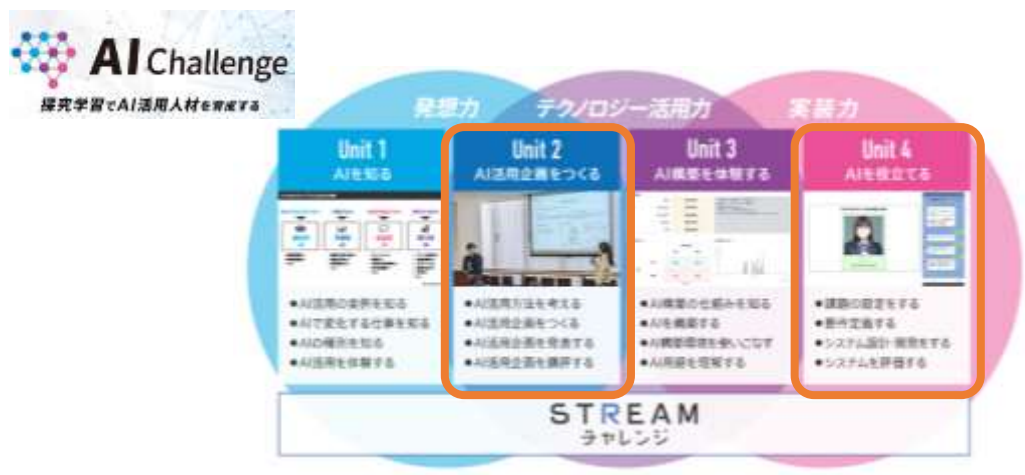 AI Challenge
探究学習でAI活用人材を育成する
発想力
テクノロジー活用力
実装力
Unit 1
AIを知る
●AI活用の実例を知る
●AIで変化する仕事を知る
●AIの種別を知る
●AI活用を体験する
Unit 2
AI活用企画をつくる
●AI活用方法を考える
●AI活用企画をつくる
●AI活用企画を発表する
●AI活用企画を講評する
Unit 3
AI構築を体験する
●AI構築の仕組みを知る
●AIを構築する
●AI構築環境を使いこなす
●AI用語を理解する
Unit 4
AIを役立てる
●課題の設定をする
●要件定義する
●システム設計・開発をする
●システムを評価する
STREAM
チャレンジ